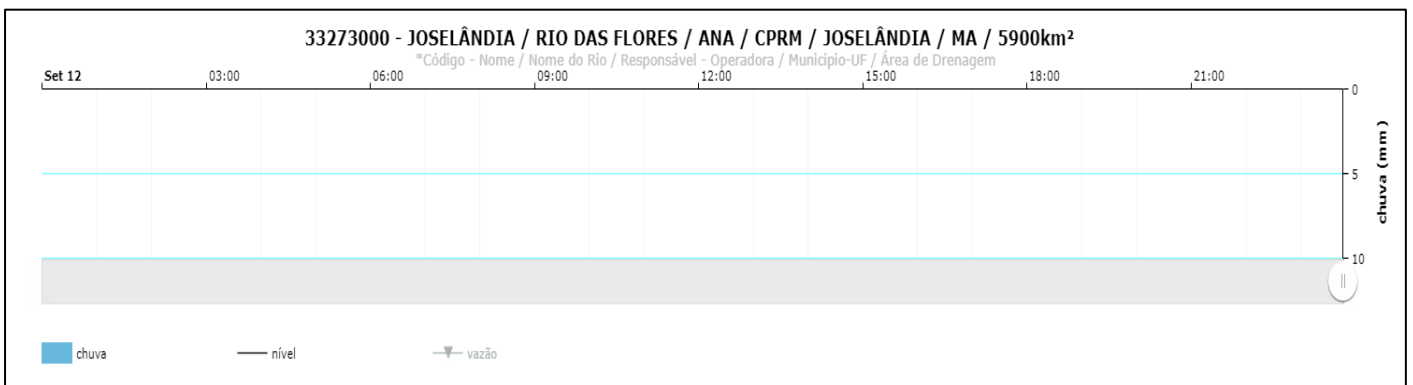 33273000 - JOSELÂNDIA / RIO DAS FLORES / ANA / CPRM / JOSELÂNDIA / MA / 5900km²
*Código - Nome / Nome do Rio / Responsável - Operadora / Municipio-UF / Área de Drenagem
Set 12 03:00 06:00 09:00 12:00 15:00 18:00 21:00
0
5
10
chuva (mm)
chuva nível vazão